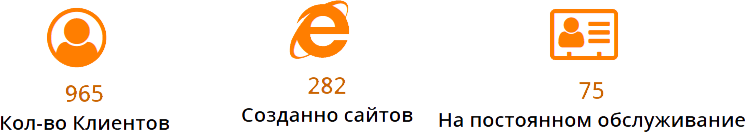 965
Кол-во Клиентов
282
Созданно сайтов
75
На постоянном обслуживание